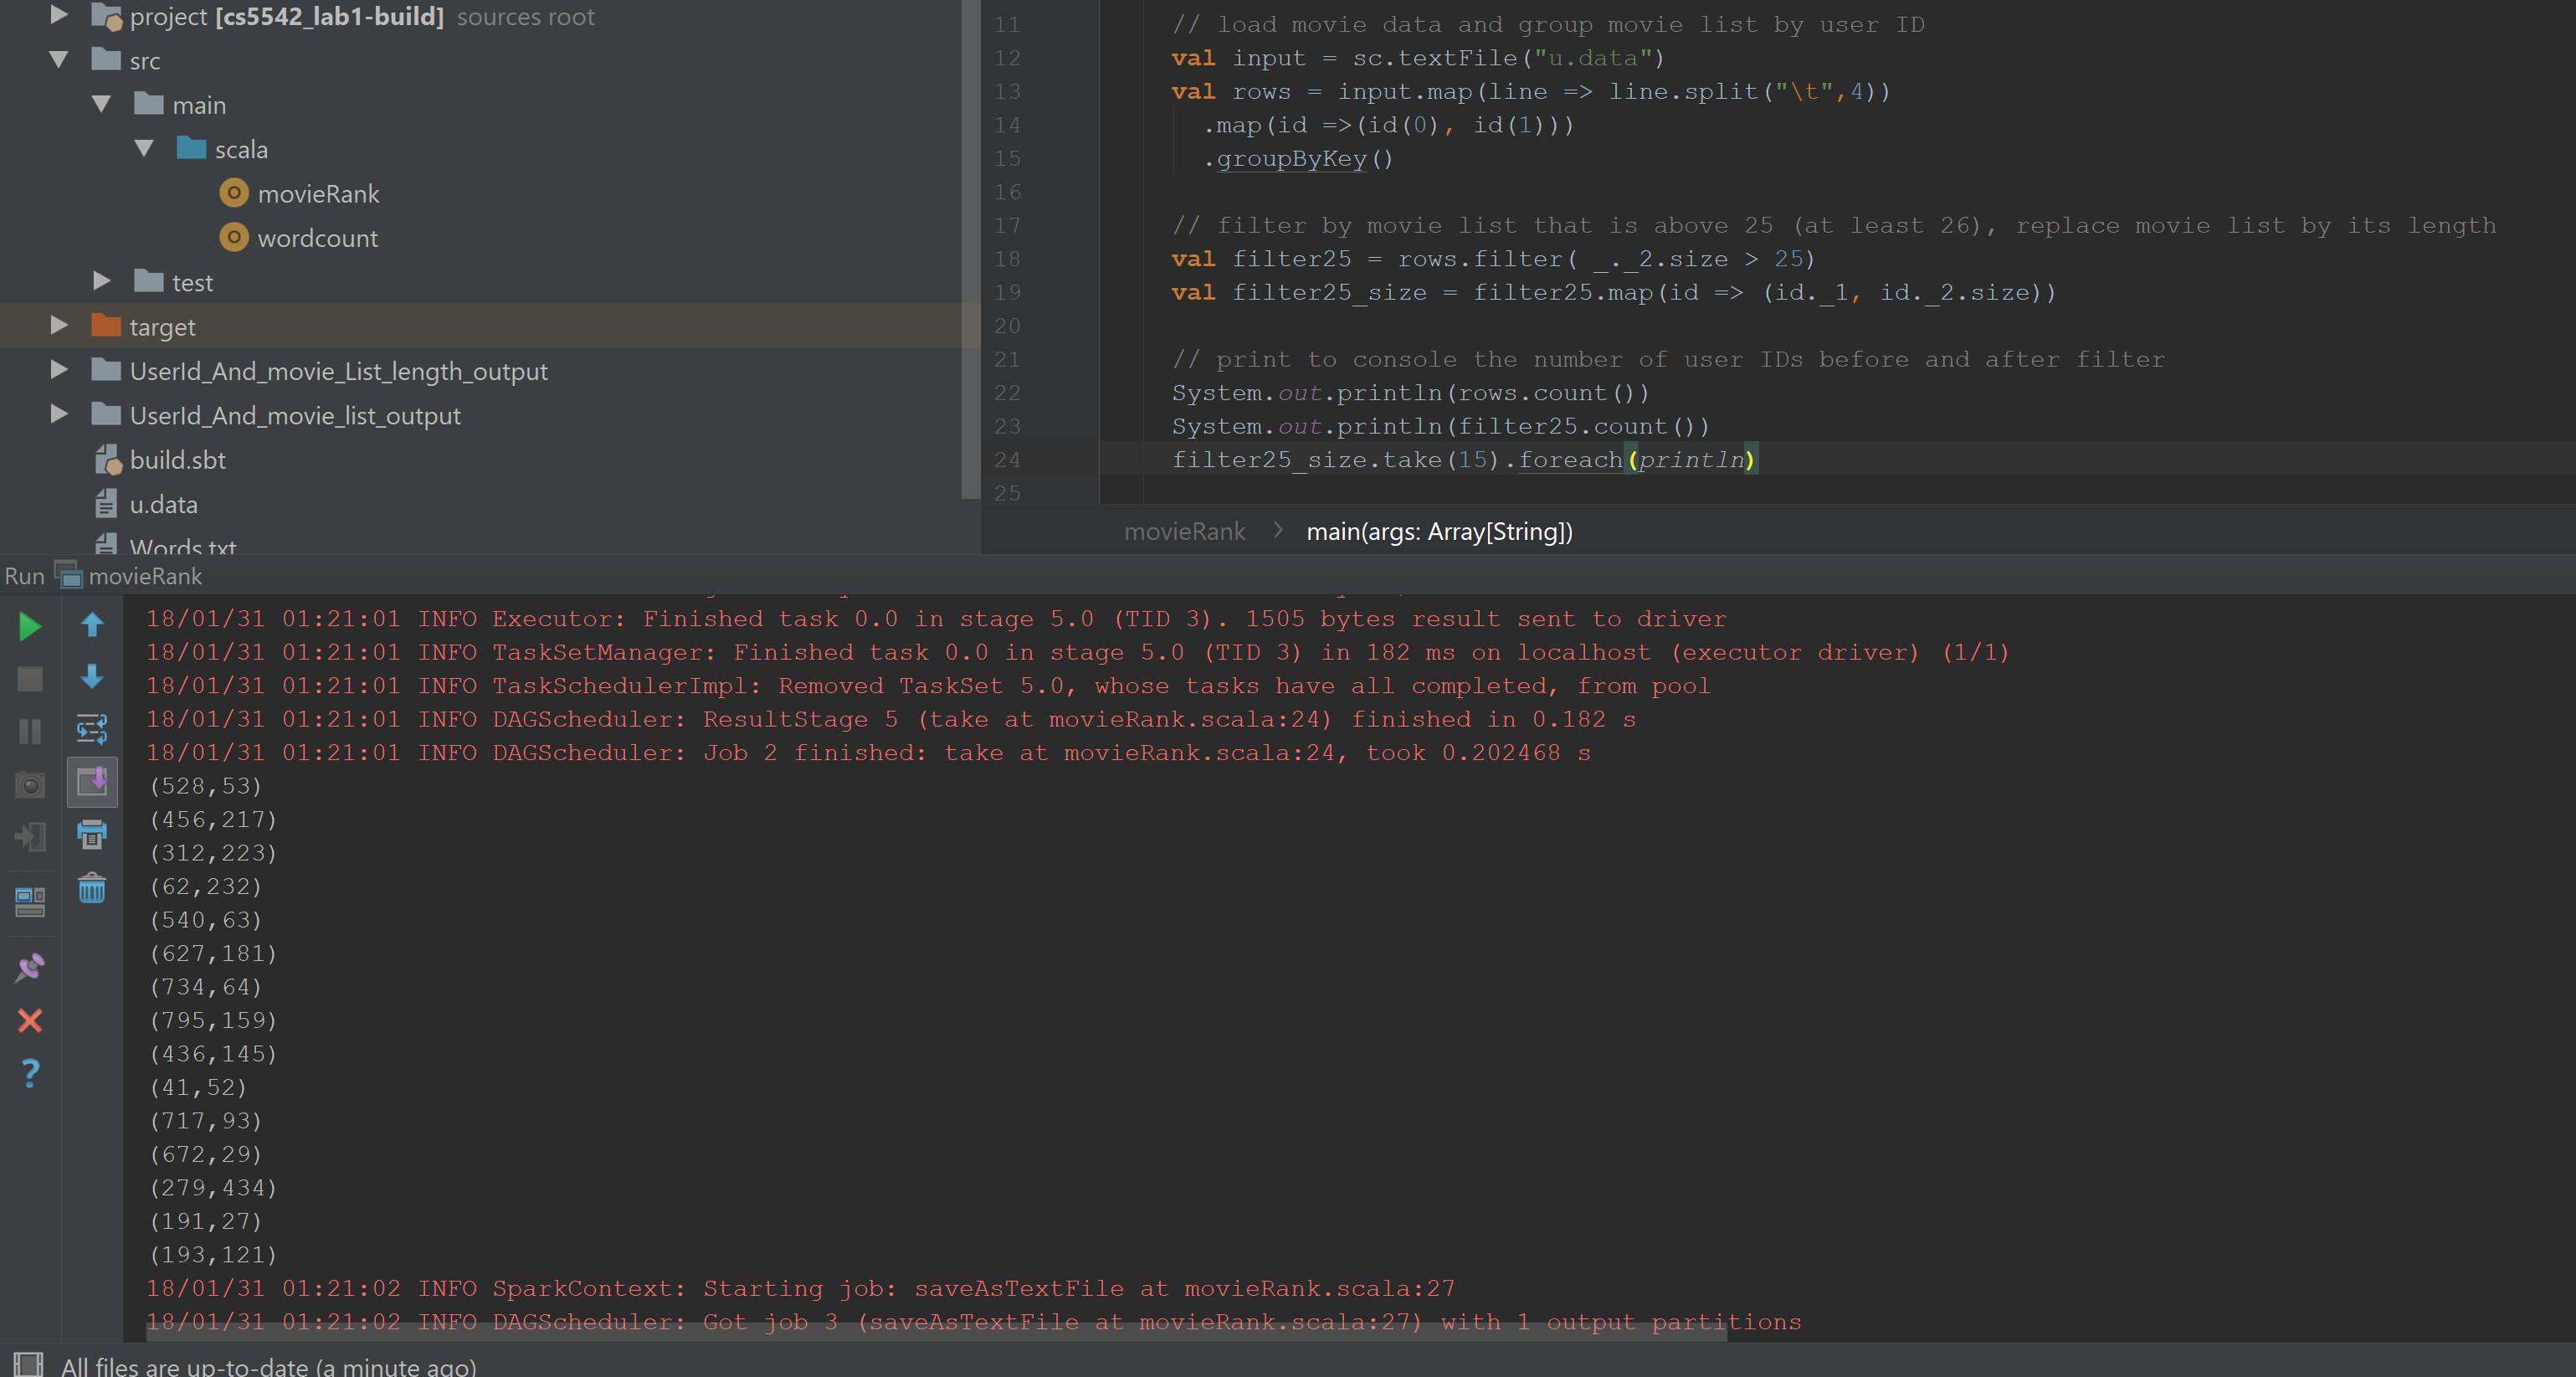 project [cs5542_lab1-build] sources root
src
main
scala
movieRank
wordcount
test
target
UserId_And_movie_List_length_output
UserId_And_movie_list_output
build.sbt
u.data
Words.txt
11 // load movie data and group movie list by user ID
12 val input = sc.textFile("u.data")
13 val rows = input.map(line => line.split("\t",4))
14 .map(id =>(id(0), id(1)))
15 .groupByKey()
16
17 // filter by movie list that is above 25 (at least 26), replace movie list by its length
18 val filter25 = rows.filter( _._2.size > 25)
19 val filter25_size = filter25.map(id => (id._1, id._2.size))
20
21 // print to console the number of user IDs before and after filter
22 System.out.println(rows.count())
23 System.out.println(filter25.count())
24 filter25_size.take(15).foreach(println)
25
movieRank > main(args: Array[String])
Run movieRank
18/01/31 01:21:01 INFO Executor: Finished task 0.0 in stage 5.0 (TID 3). 1505 bytes result sent to driver
18/01/31 01:21:01 INFO TaskSetManager: Finished task 0.0 in stage 5.0 (TID 3) in 182 ms on localhost (executor driver) (1/1)
18/01/31 01:21:01 INFO TaskSchedulerImpl: Removed TaskSet 5.0, whose tasks have all completed, from pool
18/01/31 01:21:01 INFO DAGScheduler: ResultStage 5 (take at movieRank.scala:24) finished in 0.182 s
18/01/31 01:21:01 INFO DAGScheduler: Job 2 finished: take at movieRank.scala:24, took 0.202468 s
(528,53)
(456,217)
(312,223)
(62,232)
(540,63)
(627,181)
(734,64)
(795,159)
(436,145)
(41,52)
(717,93)
(672,29)
(279,434)
(191,27)
(193,121)
18/01/31 01:21:02 INFO SparkContext: Starting job: saveAsTextFile at movieRank.scala:27
18/01/31 01:21:02 INFO DAGScheduler: Got job 3 (saveAsTextFile at movieRank.scala:27) with 1 output partitions
All files are up-to-date (a minute ago)